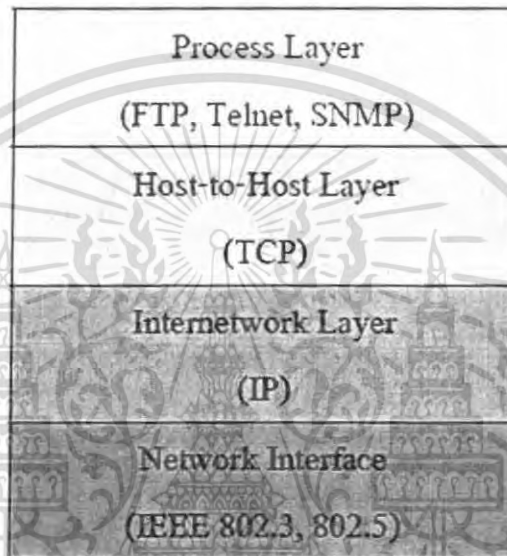 Process Layer
(FTP, Telnet, SNMP)
Host-to-Host Layer
(TCP)
Internetwork Layer
(IP)
Network Interface
(IEEE 802.3, 802.5)